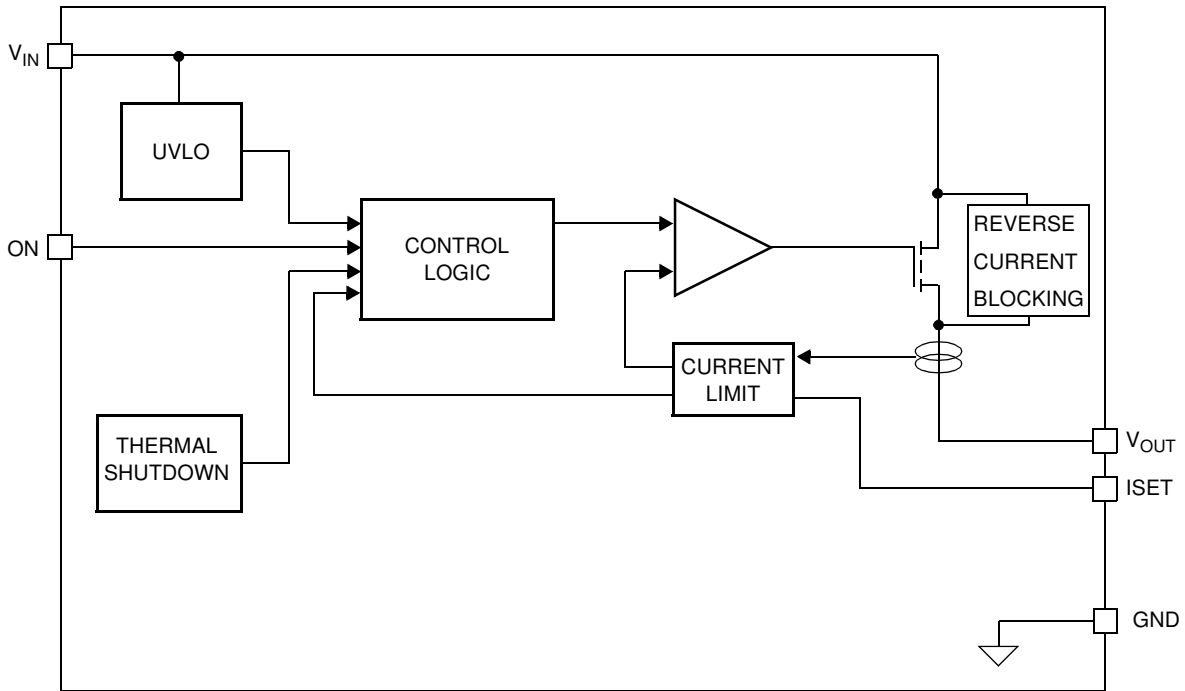 VIN
UVLO
ON
CONTROL
LOGIC
REVERSE
CURRENT
BLOCKING
CURRENT
LIMIT
THERMAL
SHUTDOWN
VOUT
ISET
GND